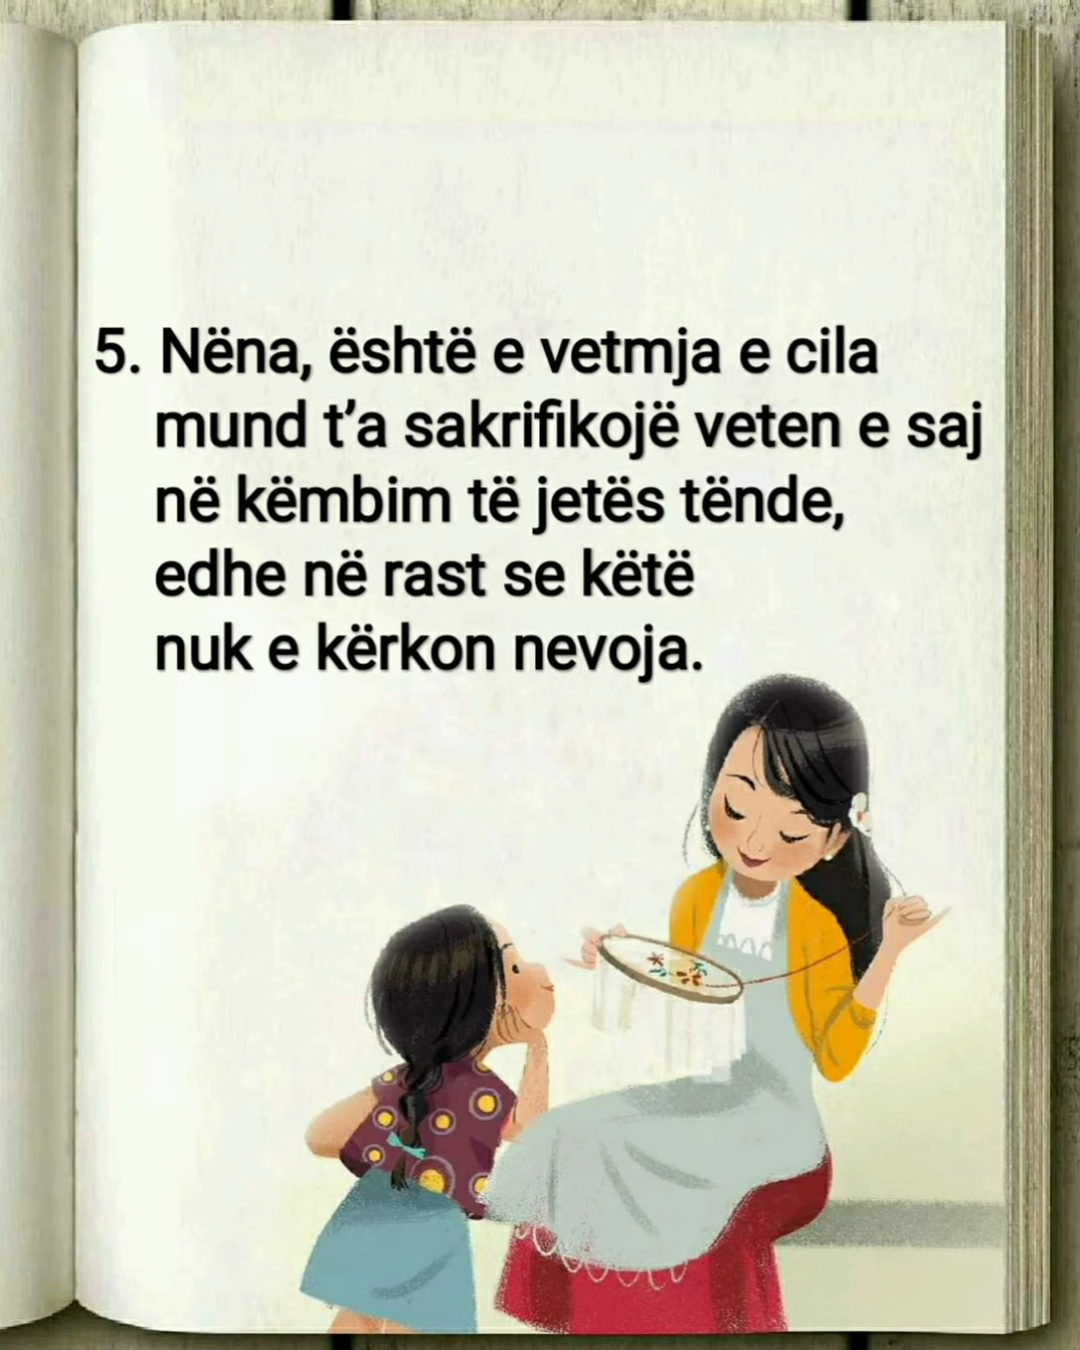 5. Nëna, është e vetmja e cila
mund t’a sakrifikojë veten e saj
në këmbim të jetës tënde,
edhe në rast se këtë
nuk e kërkon nevoja.